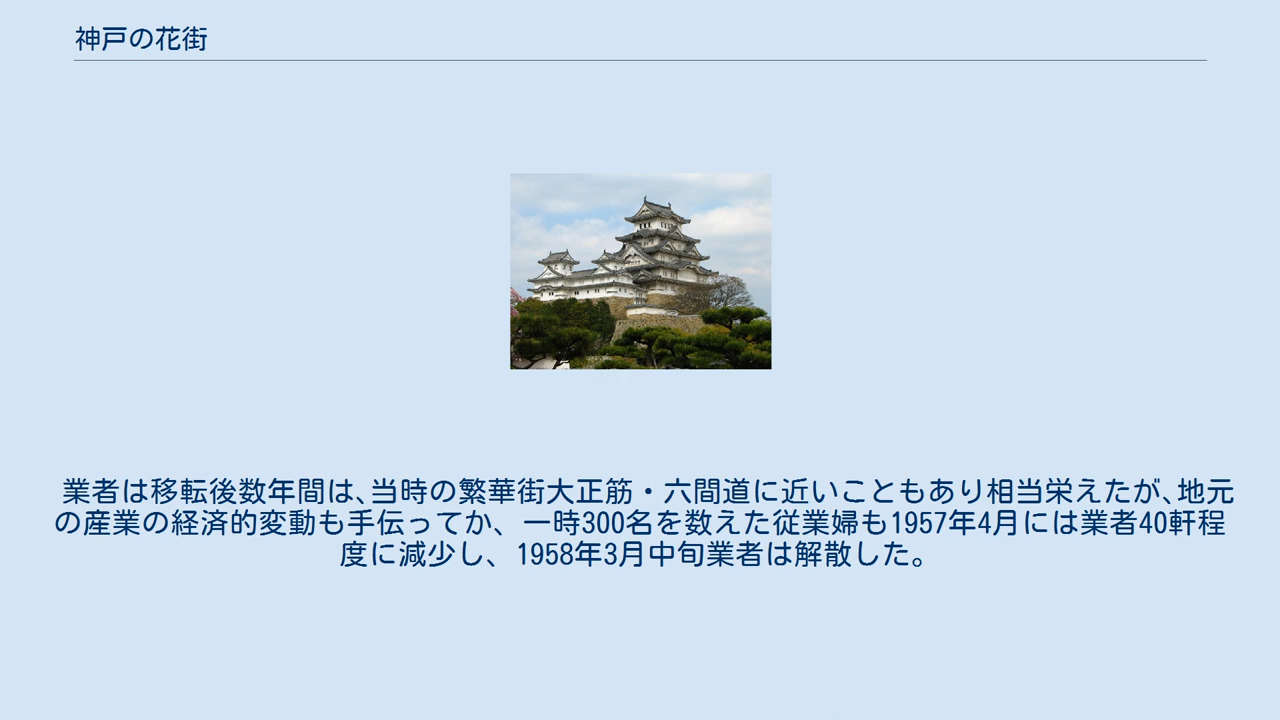 神戸の花街
業者は移転後数年間は、当時の繁華街大正筋・六間道に近いこともあり相当栄えたが、地元
の産業の経済的変動も手伝ってか、一時300名を数えた従業婦も1957年4月には業者40軒程
度に減少し、1958年3月中旬業者は解散した。